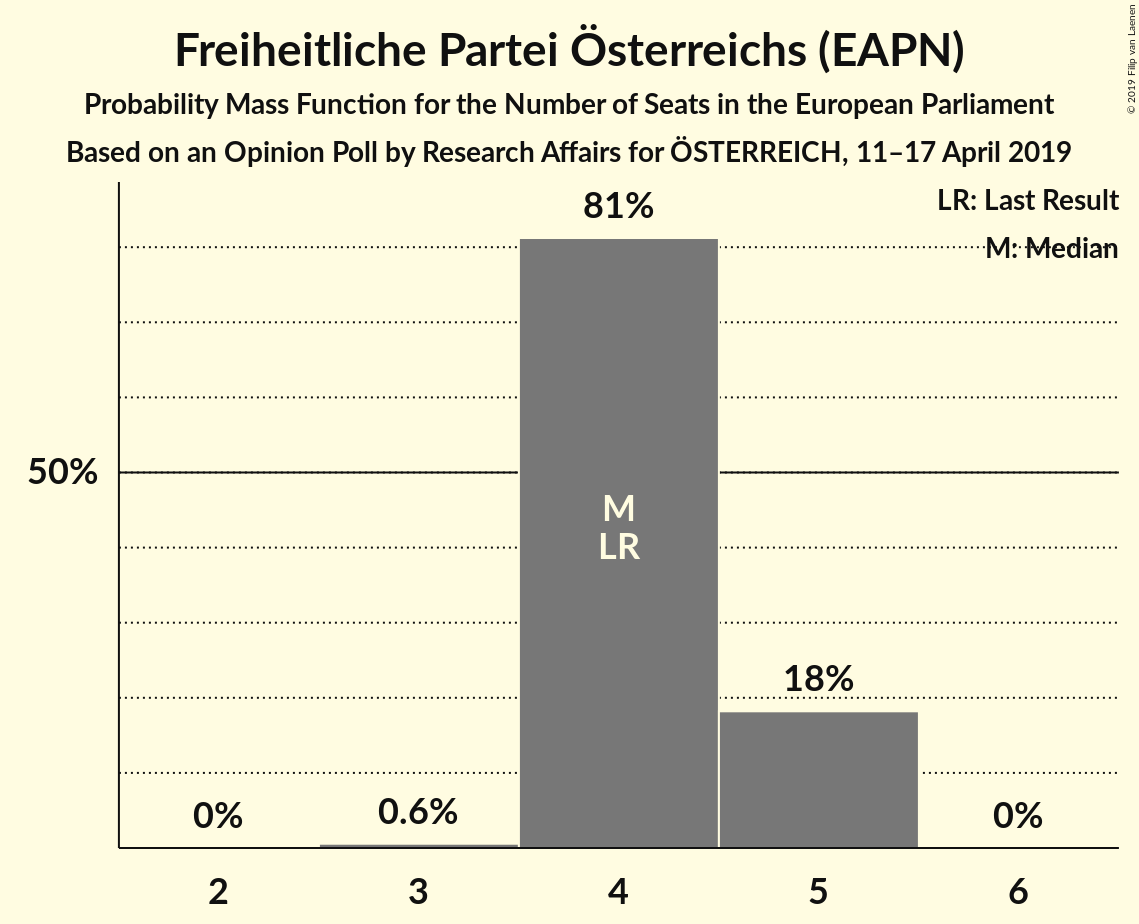 Freiheitliche Partei Österreichs (EAPN)
Probability Mass Function for the Number of Seats in the European Parliament
Based on an Opinion Poll by Research Affairs for ÖSTERREICH, 11–17 April 2019
© 2019 Filip van Laenen
LR: Last Result
M: Median
81%
50%
M
LR
18%
0%
0.6%
0%
2
3
4
5
6